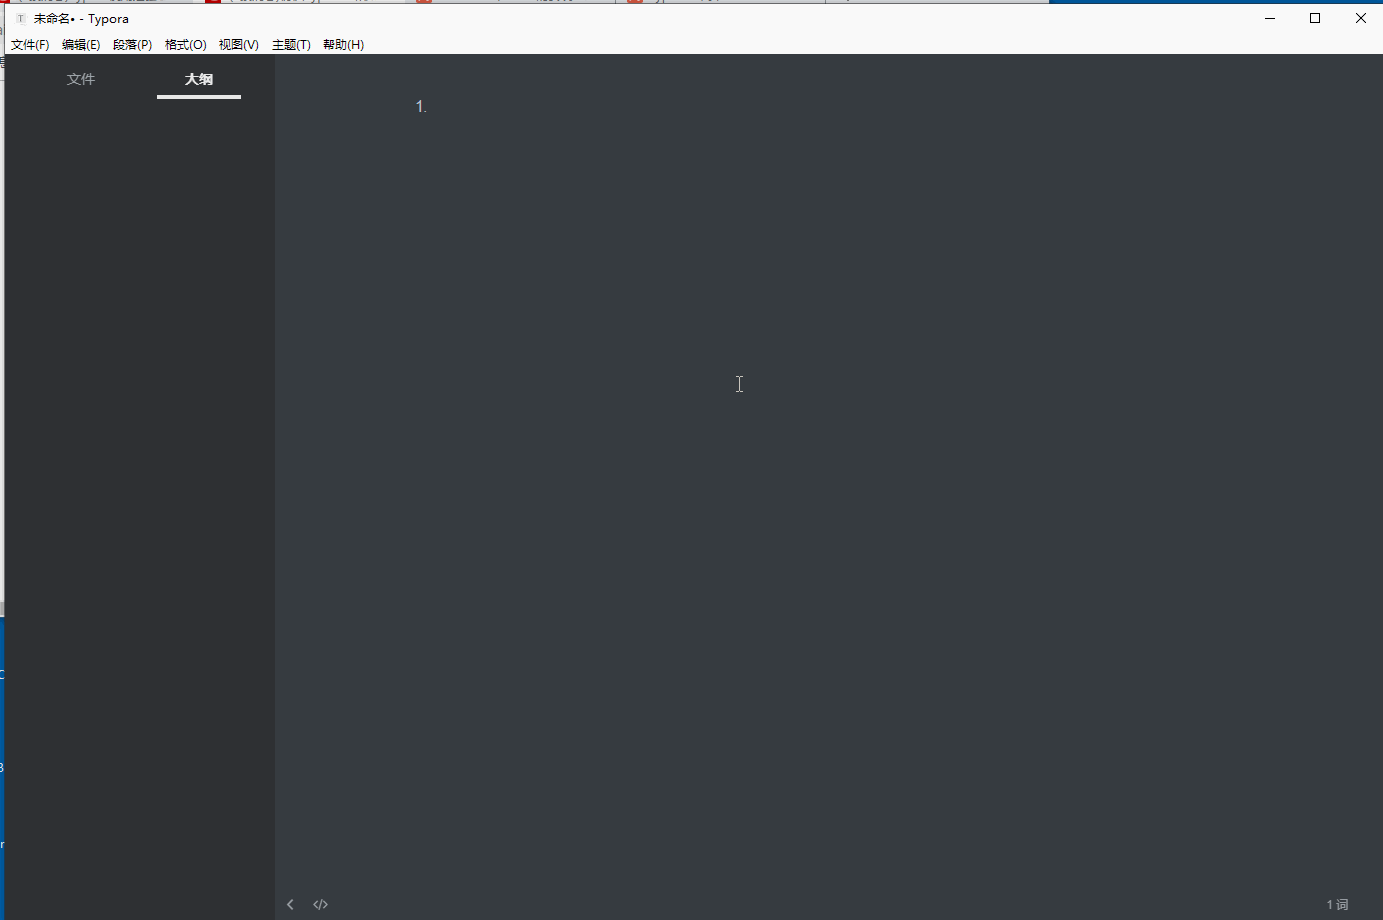 未命名• - Typora
文件(F) 编辑(E) 段落(P) 格式(O) 视图(V) 主题(T) 帮助(H)
文件 大纲
1.
</> 1 词